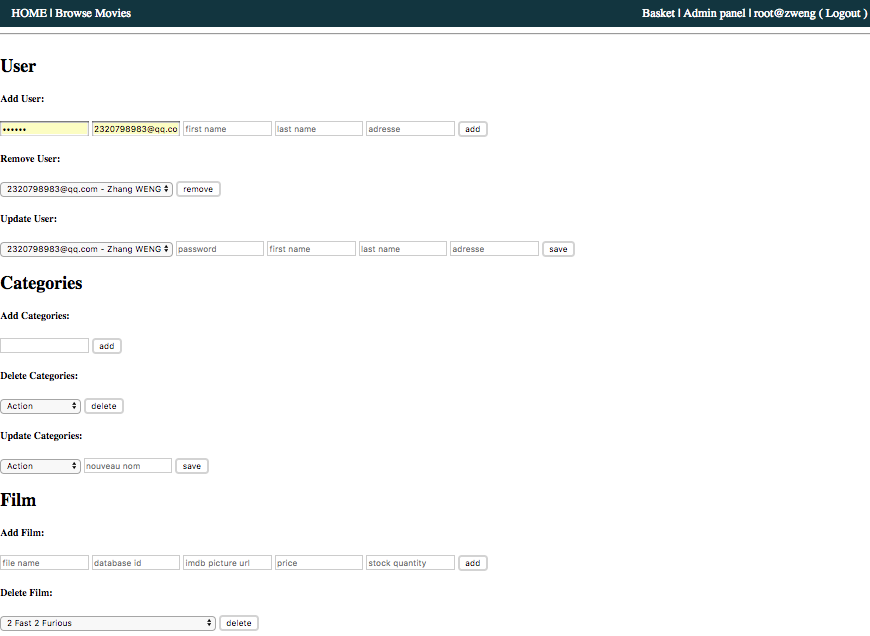 HOME | Browse Movies Basket | Admin panel | root@zweng ( Logout )
User
Add User:
•••••• 2320798983@qq.co first name last name adresse add
Remove User:
2320798983@qq.com - Zhang WENG remove
Update User:
2320798983@qq.com - Zhang WENG password first name last name adresse save
Categories
Add Categories:
add
Delete Categories:
Action delete
Update Categories:
Action nouveau nom save
Film
Add Film:
file name database id imdb picture url price stock quantity add
Delete Film:
2 Fast 2 Furious delete